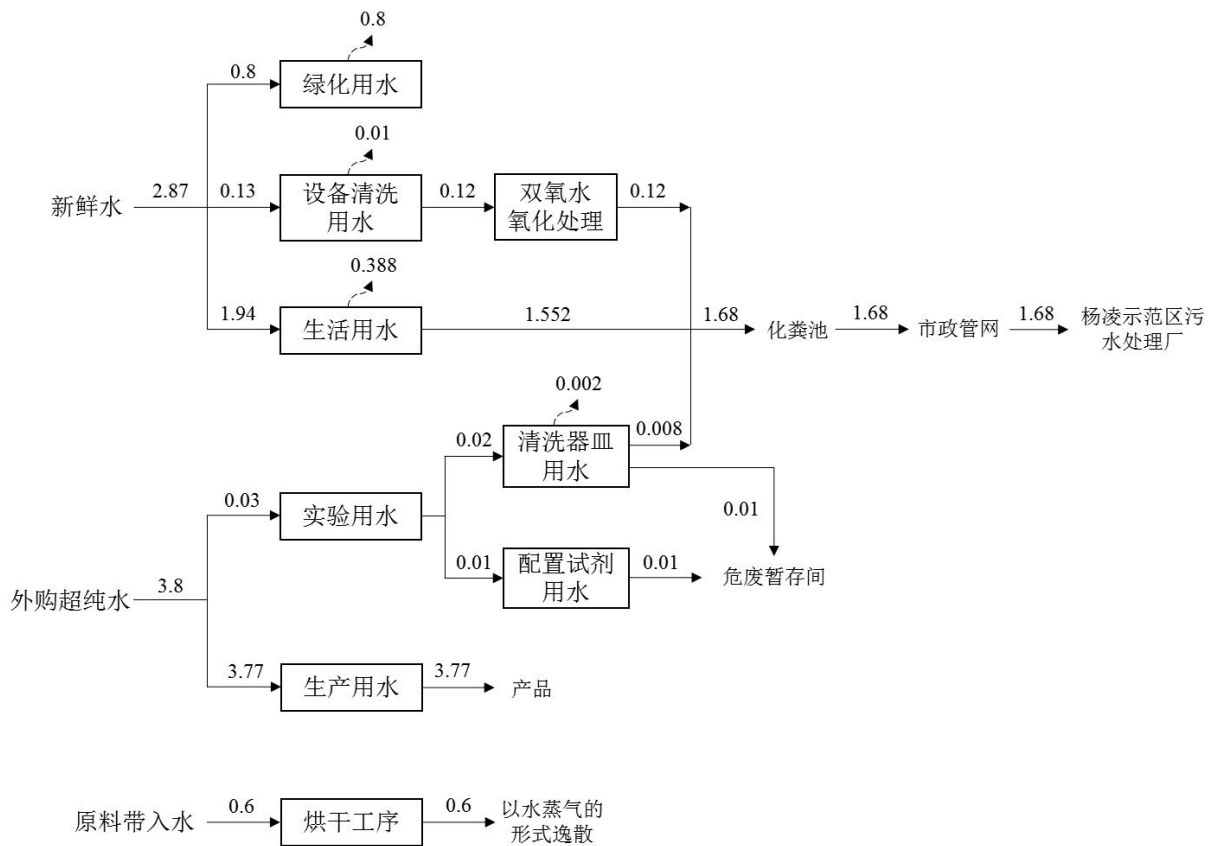 0.8
0.8
绿化用水
0.01
新鲜水
2.87
0.13
设备清洗
用水
0.12
双氧水
氧化处理
0.12
0.388
1.94
生活用水
1.552
1.68
化粪池
1.68
市政管网
1.68
杨凌示范区污
水处理厂
0.002
0.02
清洗器皿
用水
0.008
0.03
实验用水
0.01
0.01
配置试剂
用水
0.01
危废暂存间
外购超纯水
3.8
3.77
生产用水
3.77
产品
原料带入水
0.6
烘干工序
0.6
以水蒸气的
形式逸散